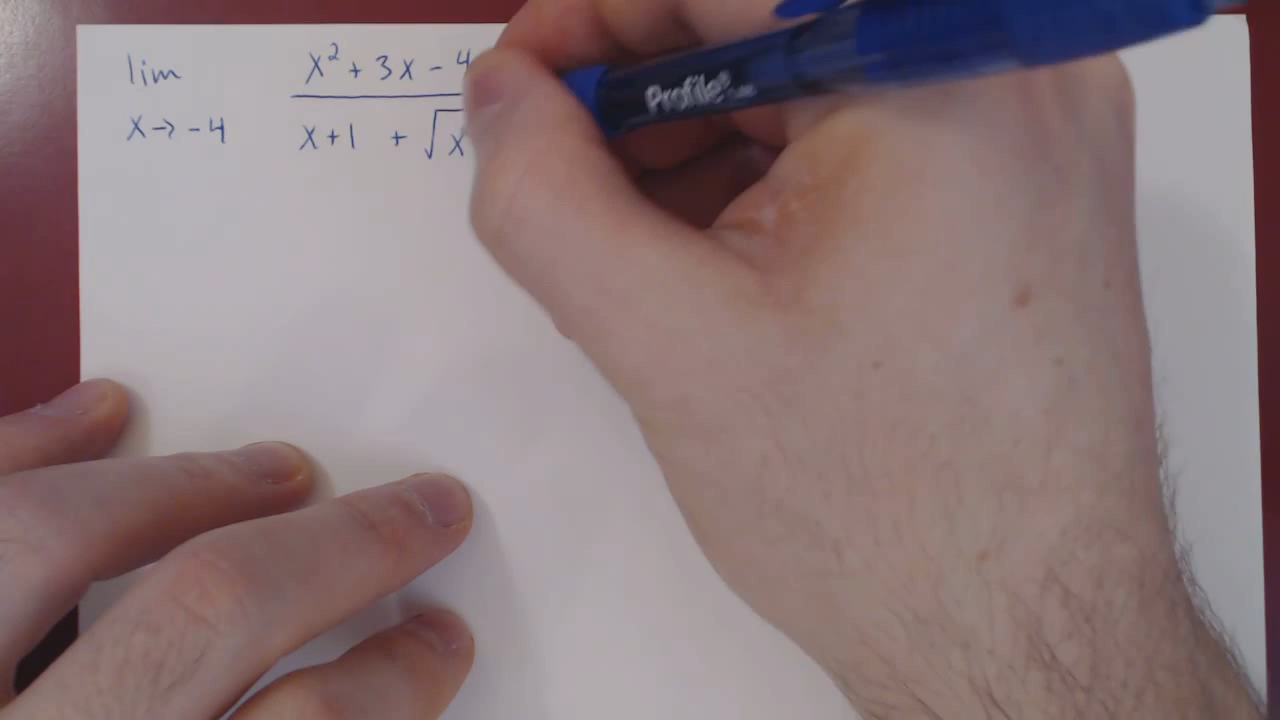 lim x² + 3x - 4
x → -4 x + 1 + √x
Profile